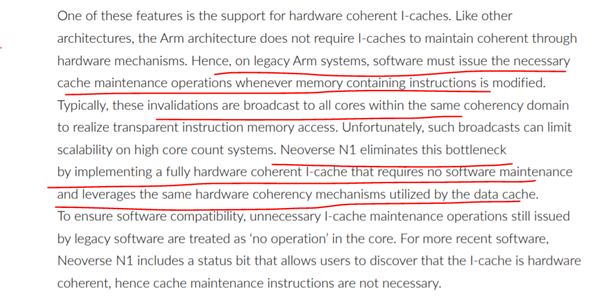 One of these features is the support for hardware coherent I-caches. Like other
architectures, the Arm architecture does not require I-caches to maintain coherent through
hardware mechanisms. Hence, on legacy Arm systems, software must issue the necessary
cache maintenance operations whenever memory containing instructions is modified.
Typically, these invalidations are broadcast to all cores within the same coherency domain
to realize transparent instruction memory access. Unfortunately, such broadcasts can limit
scalability on high core count systems. Neoverse N1 eliminates this bottleneck
by implementing a fully hardware coherent I-cache that requires no software maintenance
and leverages the same hardware coherency mechanisms utilized by the data cache.
To ensure software compatibility, unnecessary I-cache maintenance operations still issued
by legacy software are treated as ‘no operation’ in the core. For more recent software,
Neoverse N1 includes a status bit that allows users to discover that the I-cache is hardware
coherent, hence cache maintenance instructions are not necessary.